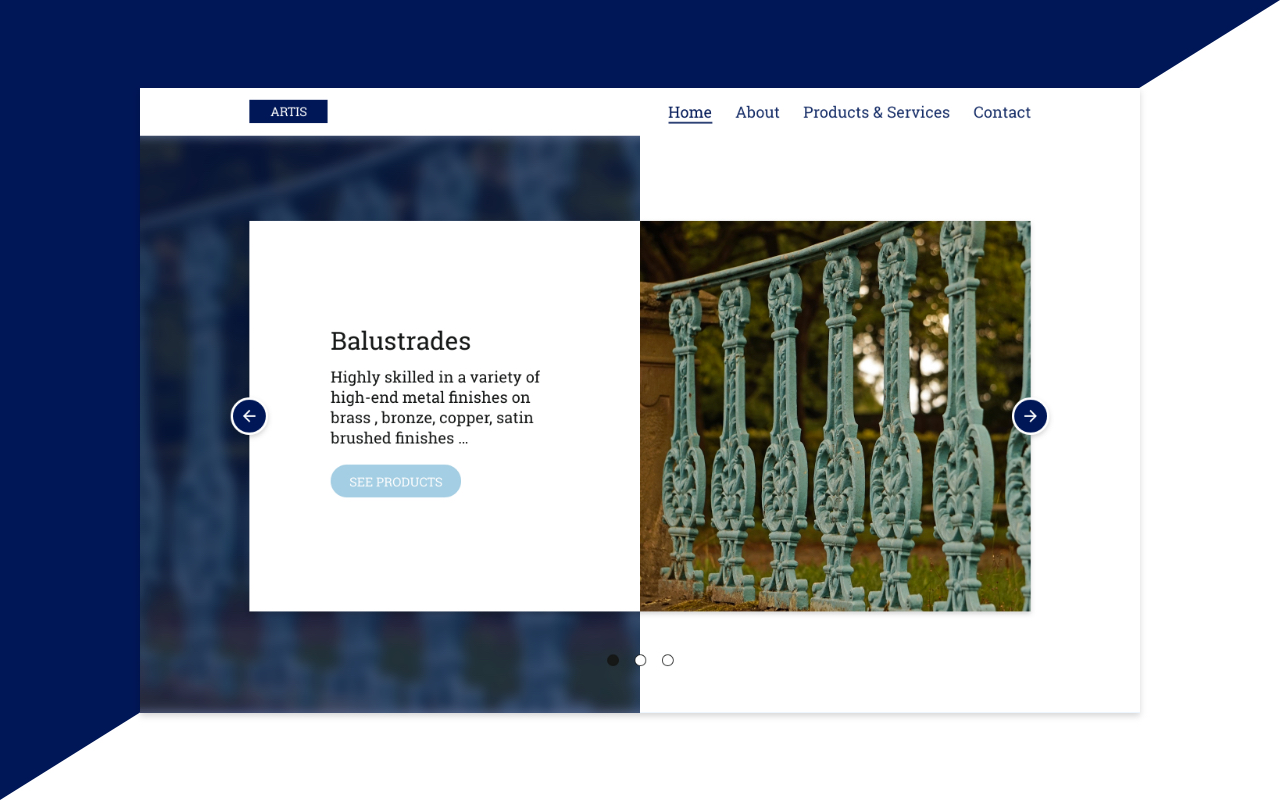 ARTIS
Home About Products & Services Contact
Balustrades
Highly skilled in a variety of
high-end metal finishes on
brass , bronze, copper, satin
brushed finishes ...
SEE PRODUCTS